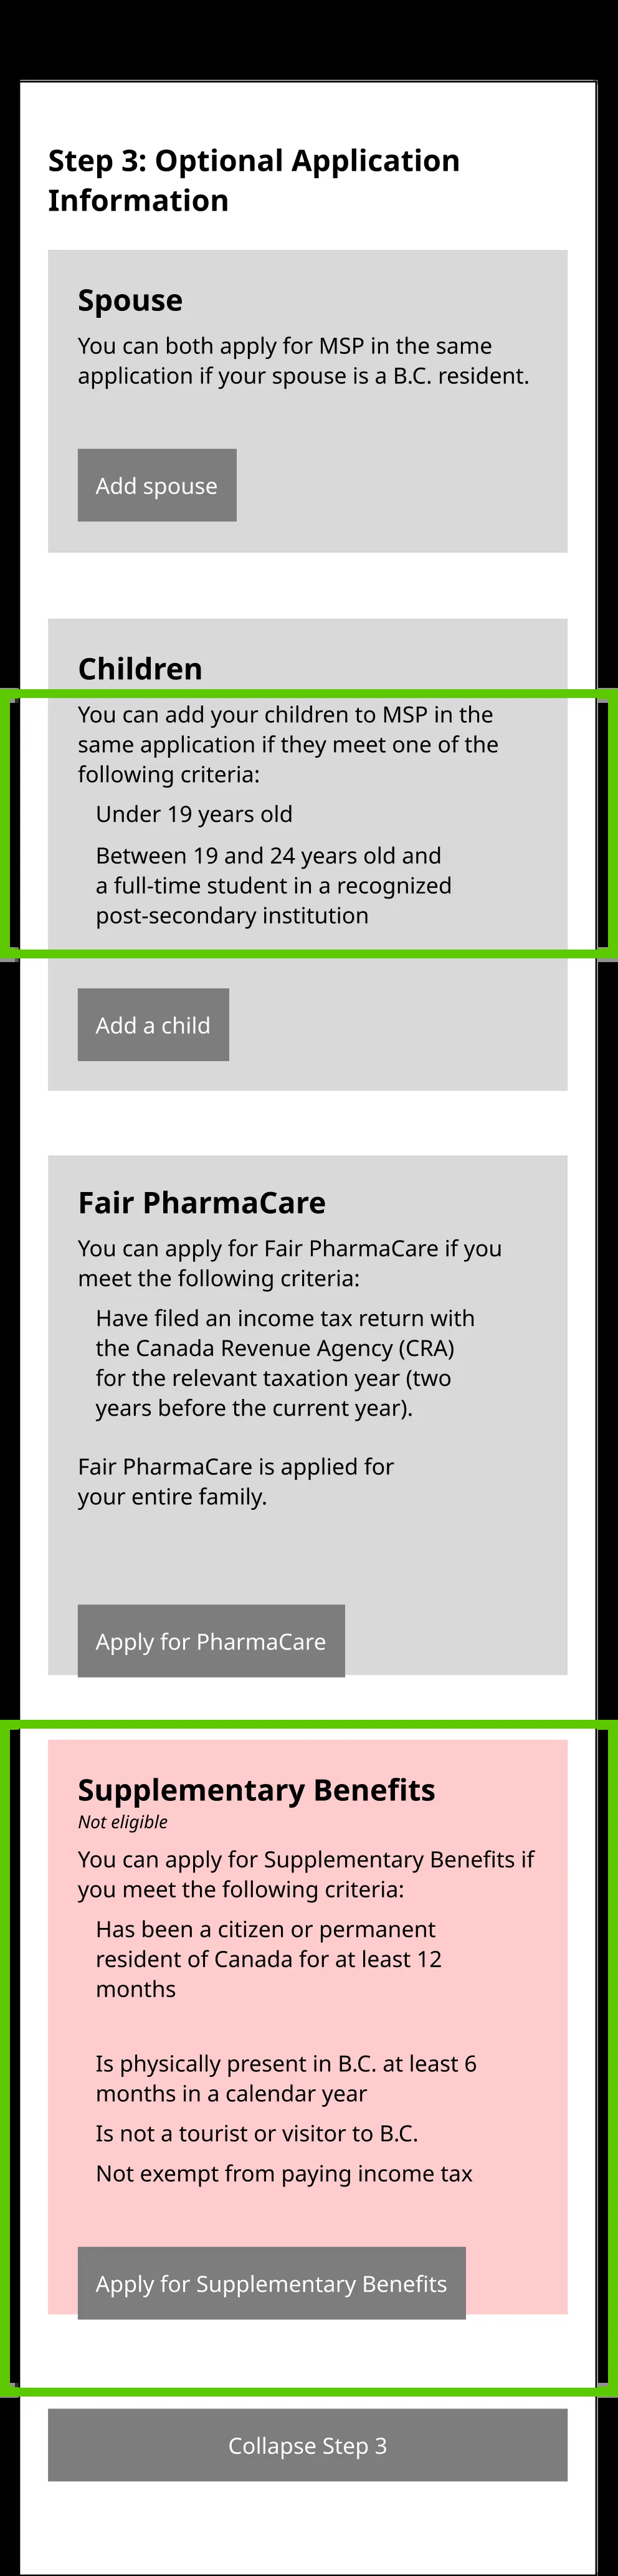 Step 3: Optional Application
Information
Spouse
You can both apply for MSP in the same
application if your spouse is a B.C. resident.
Add spouse
Children
You can add your children to MSP in the
same application if they meet one of the
following criteria:
Under 19 years old
Between 19 and 24 years old and
a full-time student in a recognized
post-secondary institution
Add a child
Fair PharmaCare
You can apply for Fair PharmaCare if you
meet the following criteria:
Have filed an income tax return with
the Canada Revenue Agency (CRA)
for the relevant taxation year (two
years before the current year).
Fair PharmaCare is applied for
your entire family.
Apply for PharmaCare
Supplementary Benefits
Not eligible
You can apply for Supplementary Benefits if
you meet the following criteria:
Has been a citizen or permanent
resident of Canada for at least 12
months
Is physically present in B.C. at least 6
months in a calendar year
Is not a tourist or visitor to B.C.
Not exempt from paying income tax
Apply for Supplementary Benefits
Collapse Step 3